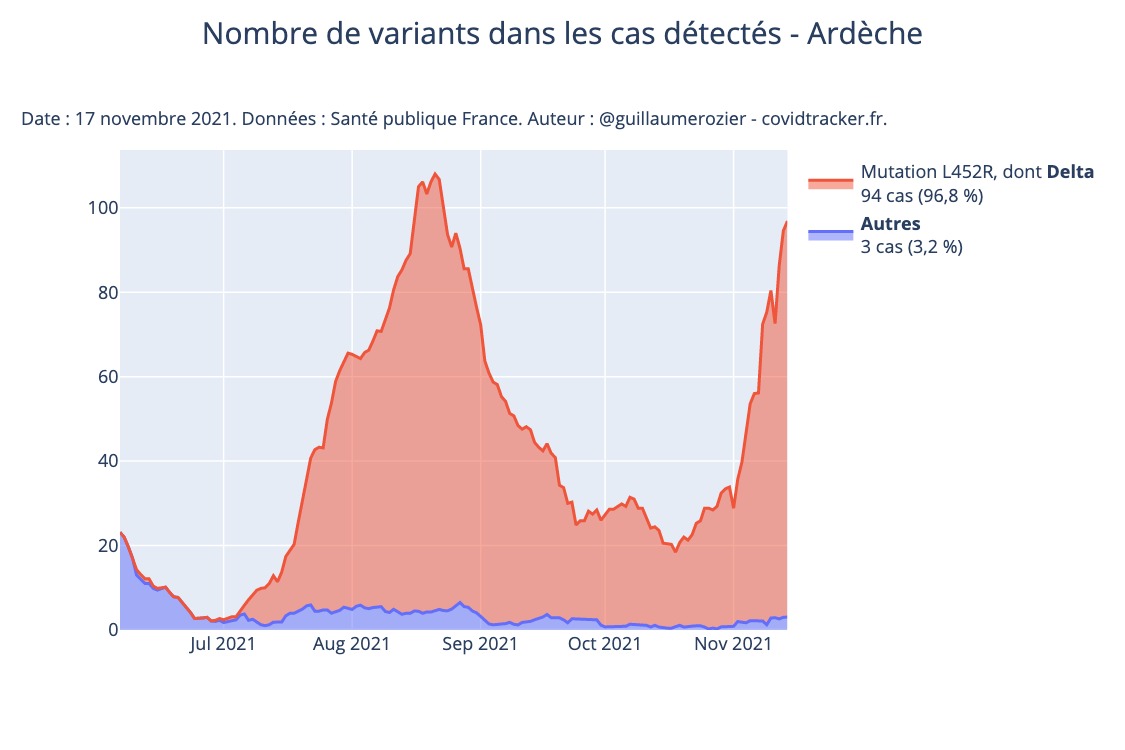 Nombre de variants dans les cas détectés - Ardèche
Date : 17 novembre 2021. Données : Santé publique France. Auteur : @guillaumerozier - covidtracker.fr.
Mutation L452R, dont Delta
94 cas (96,8 %)
Autres
3 cas (3,2 %)
100
80
60
40
20
0
Jul 2021
Aug 2021
Sep 2021
Oct 2021
Nov 2021